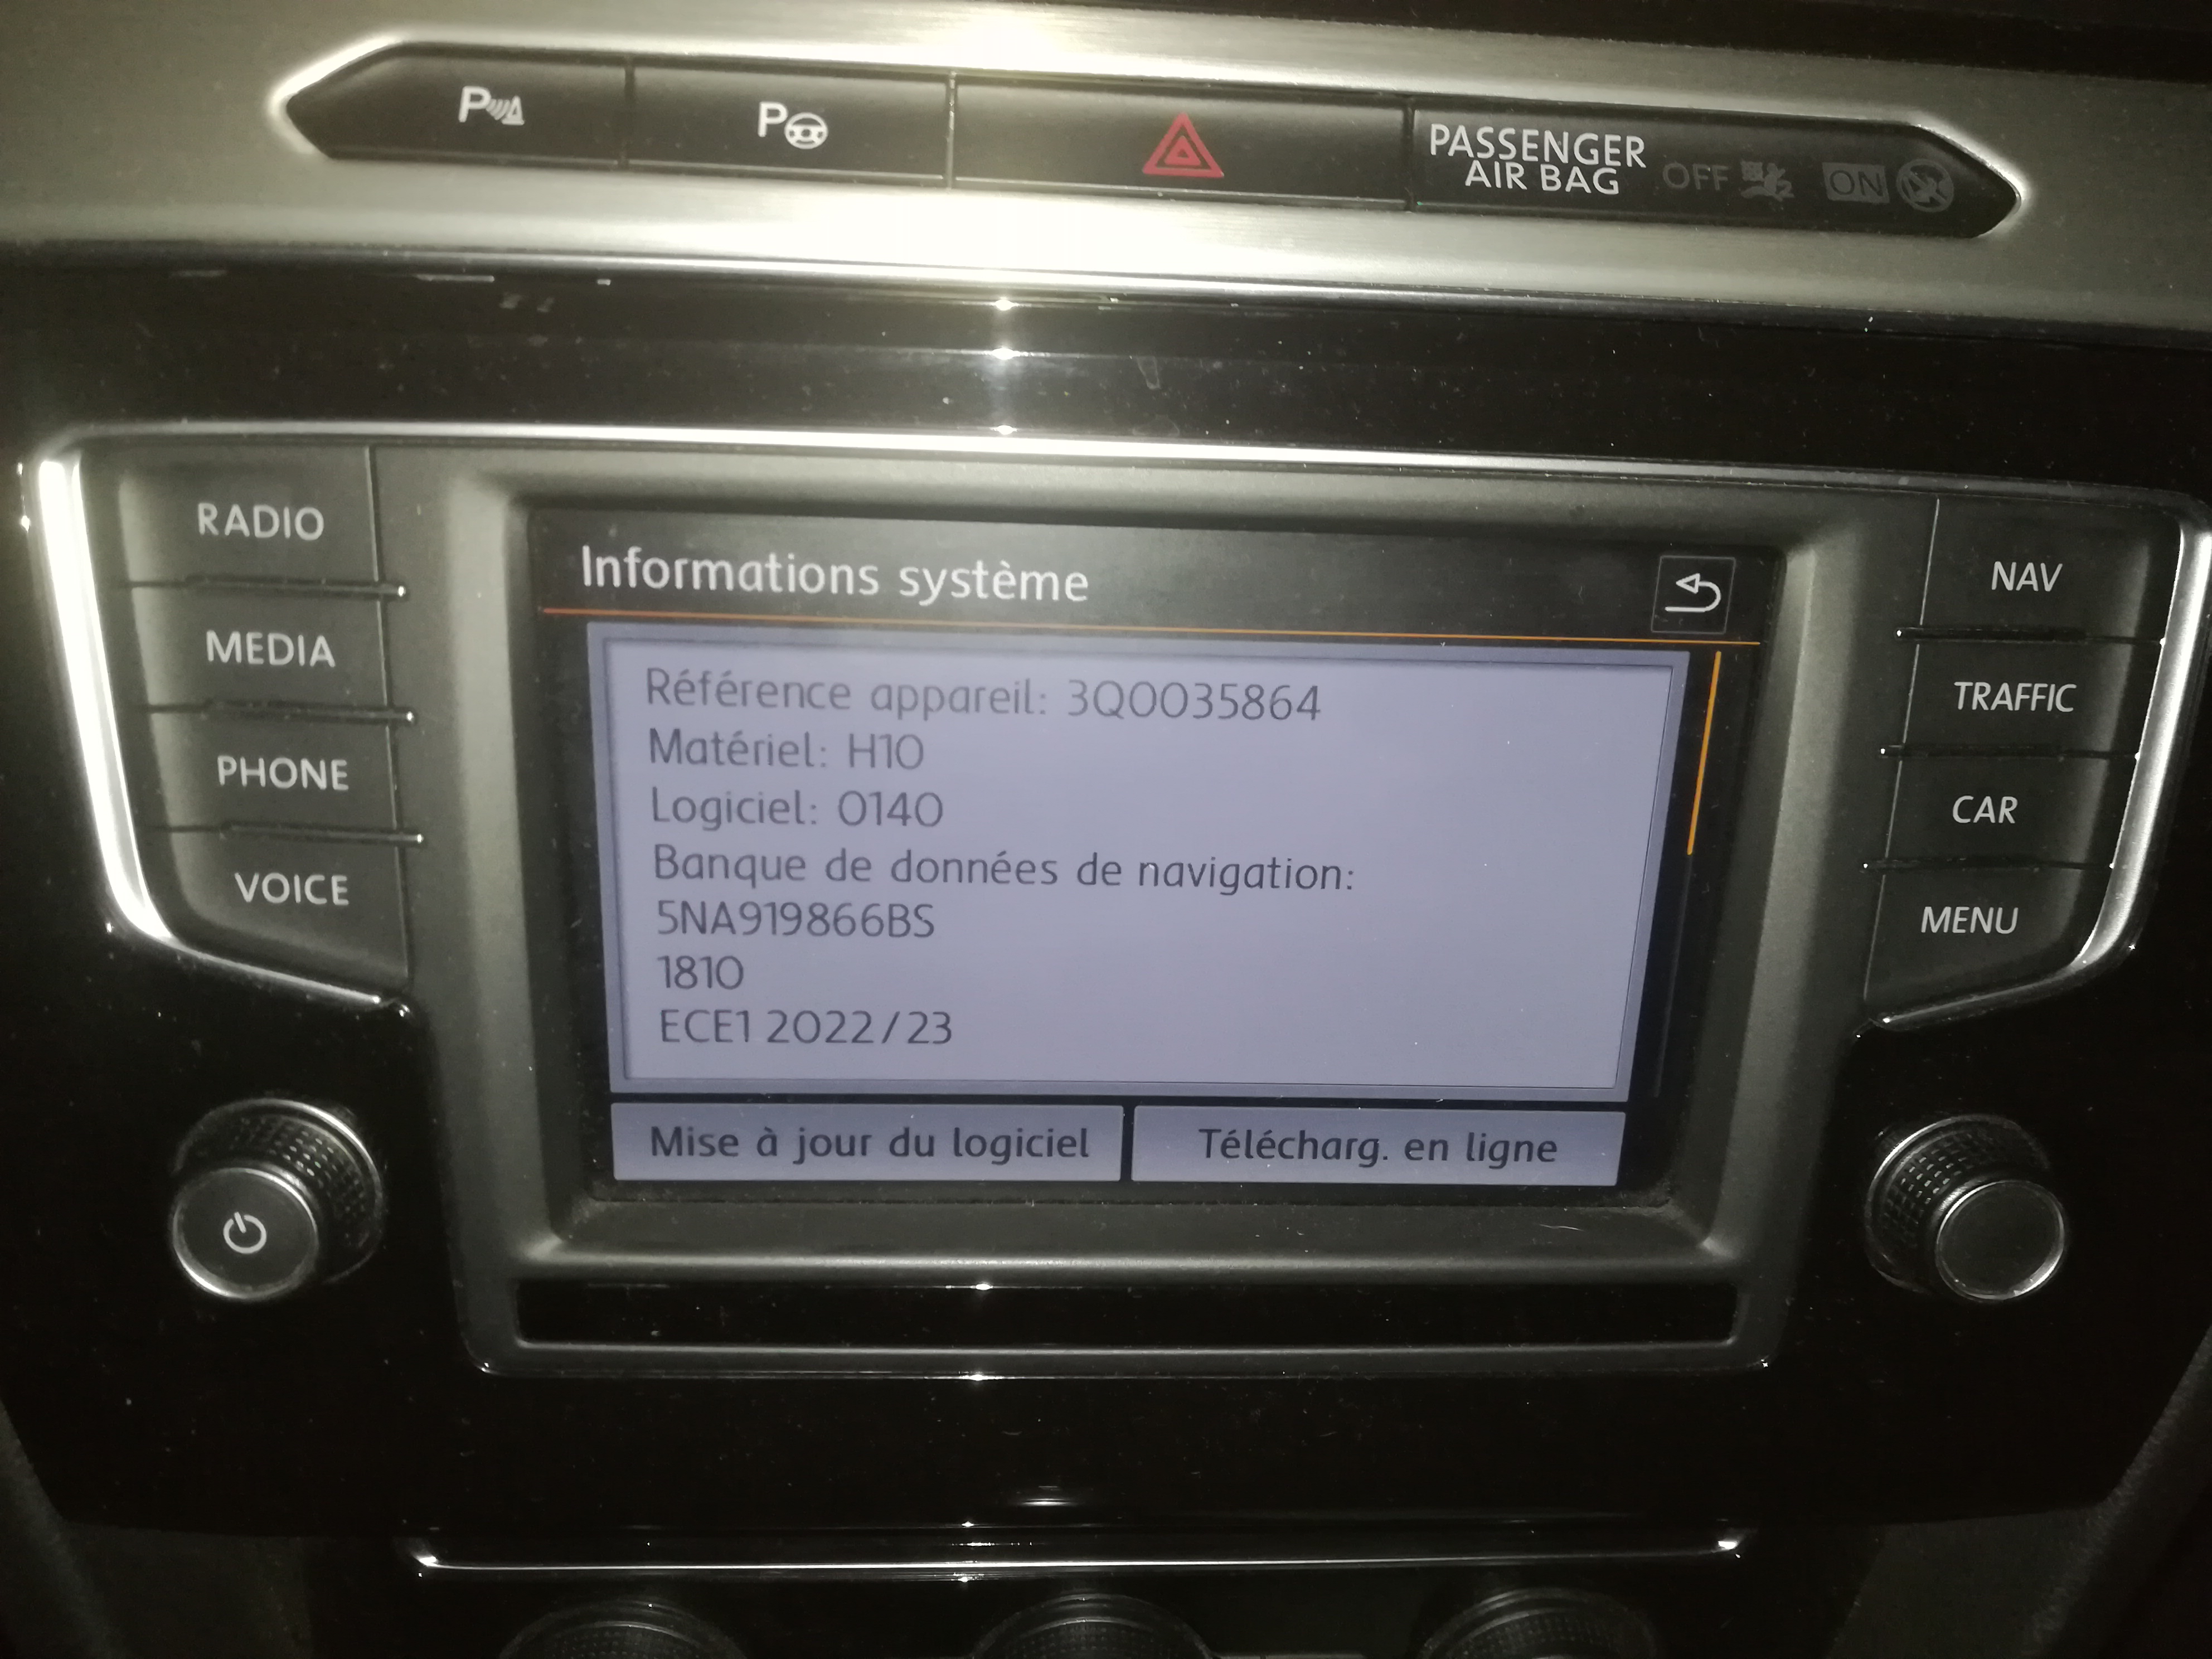 P
P
PASSENGER
AIR BAG
OFF
ON
RADIO
MEDIA
PHONE
VOICE
Informations système
Référence appareil: 3Q0035864
Matériel: H10
Logiciel: 0140
Banque de données de navigation:
5NA919866BS
1810
ECE1 2022/23
Mise à jour du logiciel
Télécharg. en ligne
NAV
TRAFFIC
CAR
MENU